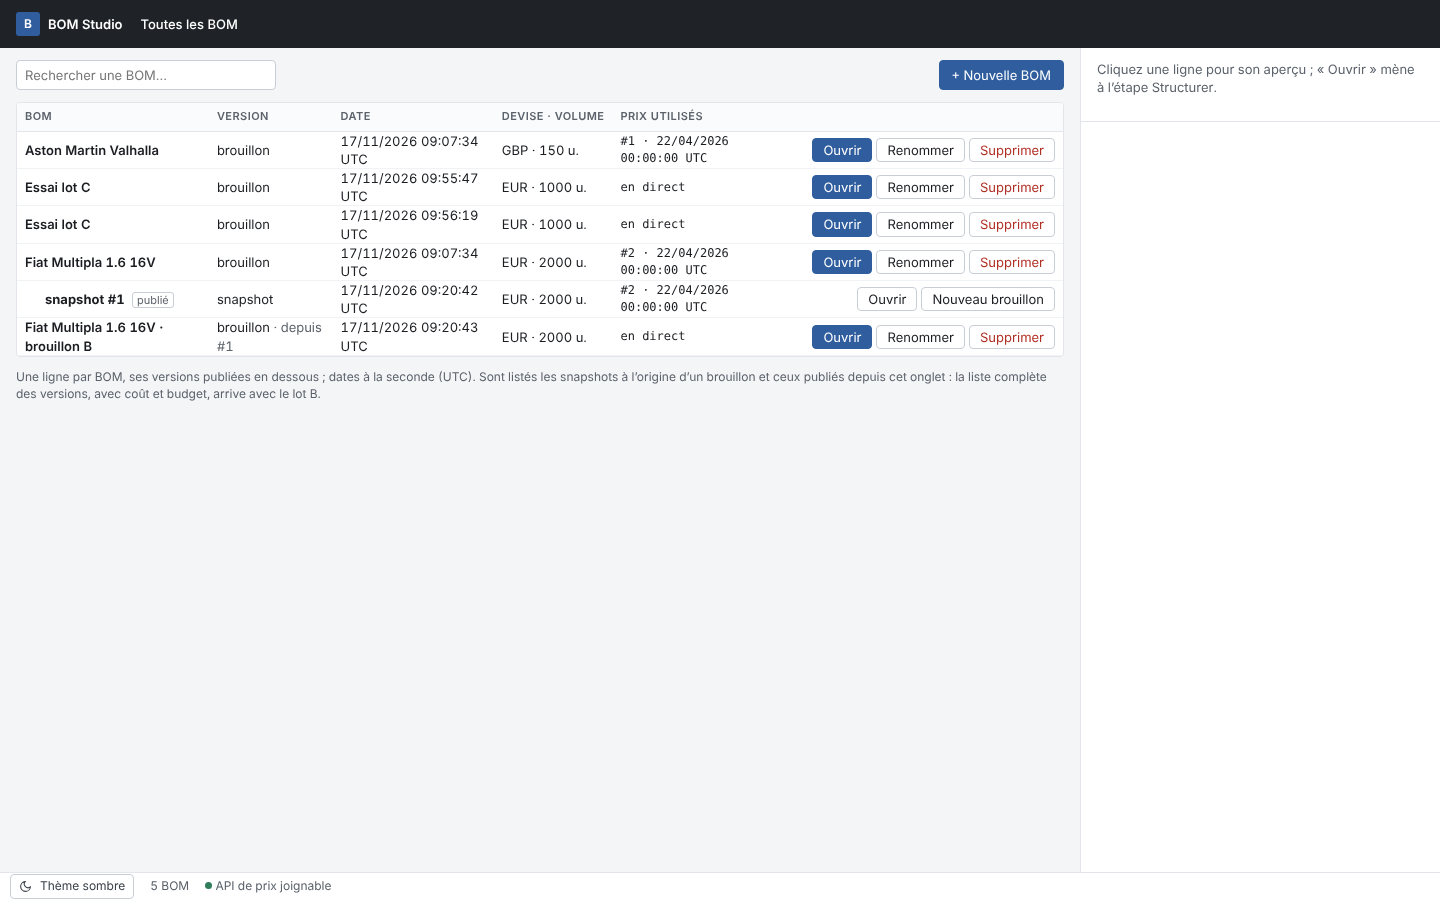 B BOM Studio Toutes les BOM
Rechercher une BOM...
+ Nouvelle BOM
Cliquez une ligne pour son aperçu ; « Ouvrir » mène
à l’étape Structurer.
BOM VERSION DATE DEVISE · VOLUME PRIX UTILISÉS
Aston Martin Valhalla brouillon 17/11/2026 09:07:34 UTC GBP · 150 u. #1 · 22/04/2026 00:00:00 UTC Ouvrir Renommer Supprimer
Essai lot C brouillon 17/11/2026 09:55:47 UTC EUR · 1000 u. en direct Ouvrir Renommer Supprimer
Essai lot C brouillon 17/11/2026 09:56:19 UTC EUR · 1000 u. en direct Ouvrir Renommer Supprimer
Fiat Multipla 1.6 16V brouillon 17/11/2026 09:07:34 UTC EUR · 2000 u. #2 · 22/04/2026 00:00:00 UTC Ouvrir Renommer Supprimer
snapshot #1 publié snapshot 17/11/2026 09:20:42 UTC EUR · 2000 u. #2 · 22/04/2026 00:00:00 UTC Ouvrir Nouveau brouillon
Fiat Multipla 1.6 16V · brouillon B brouillon · depuis #1 17/11/2026 09:20:43 UTC EUR · 2000 u. en direct Ouvrir Renommer Supprimer
Une ligne par BOM, ses versions publiées en dessous ; dates à la seconde (UTC). Sont listés les snapshots à l’origine d’un brouillon et ceux publiés depuis cet onglet : la liste complète
des versions, avec coût et budget, arrive avec le lot B.
Thème sombre 5 BOM API de prix joignable